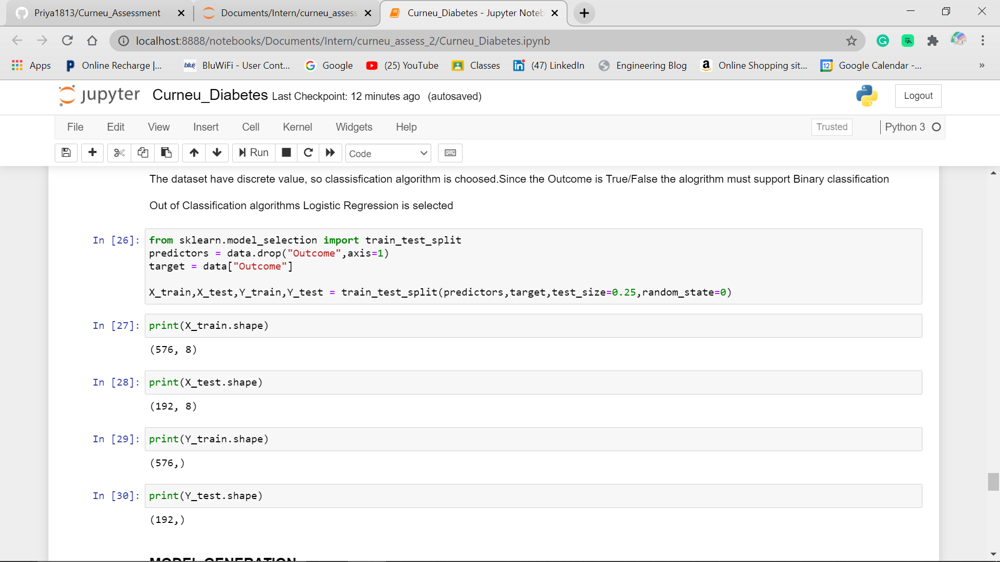 Priya1813/Curneu_Assessment
Documents/Intern/curneu_assess
Curneu_Diabetes - Jupyter Noteb
localhost:8888/notebooks/Documents/Intern/curneu_assess_2/Curneu_Diabetes.ipynb
Apps
Online Recharge |...
BluWiFi - User Cont...
Google
(25) YouTube
Classes
(47) LinkedIn
Engineering Blog
Online Shopping sit...
Google Calendar -...
jupyter
Curneu_Diabetes Last Checkpoint: 12 minutes ago (autosaved)
Logout
File Edit View Insert Cell Kernel Widgets Help
Trusted
Python 3
Run
Code
The dataset have discrete value, so classisfication algorithm is choosed.Since the Outcome is True/False the alogrithm must support Binary classification
Out of Classification algorithms Logistic Regression is selected
In [26]: from sklearn.model_selection import train_test_split
predictors = data.drop("Outcome",axis=1)
target = data["Outcome"]
X_train,X_test,Y_train,Y_test = train_test_split(predictors,target,test_size=0.25,random_state=0)
In [27]: print(X_train.shape)
(576, 8)
In [28]: print(X_test.shape)
(192, 8)
In [29]: print(Y_train.shape)
(576,)
In [30]: print(Y_test.shape)
(192,)
MODEL GENERATION